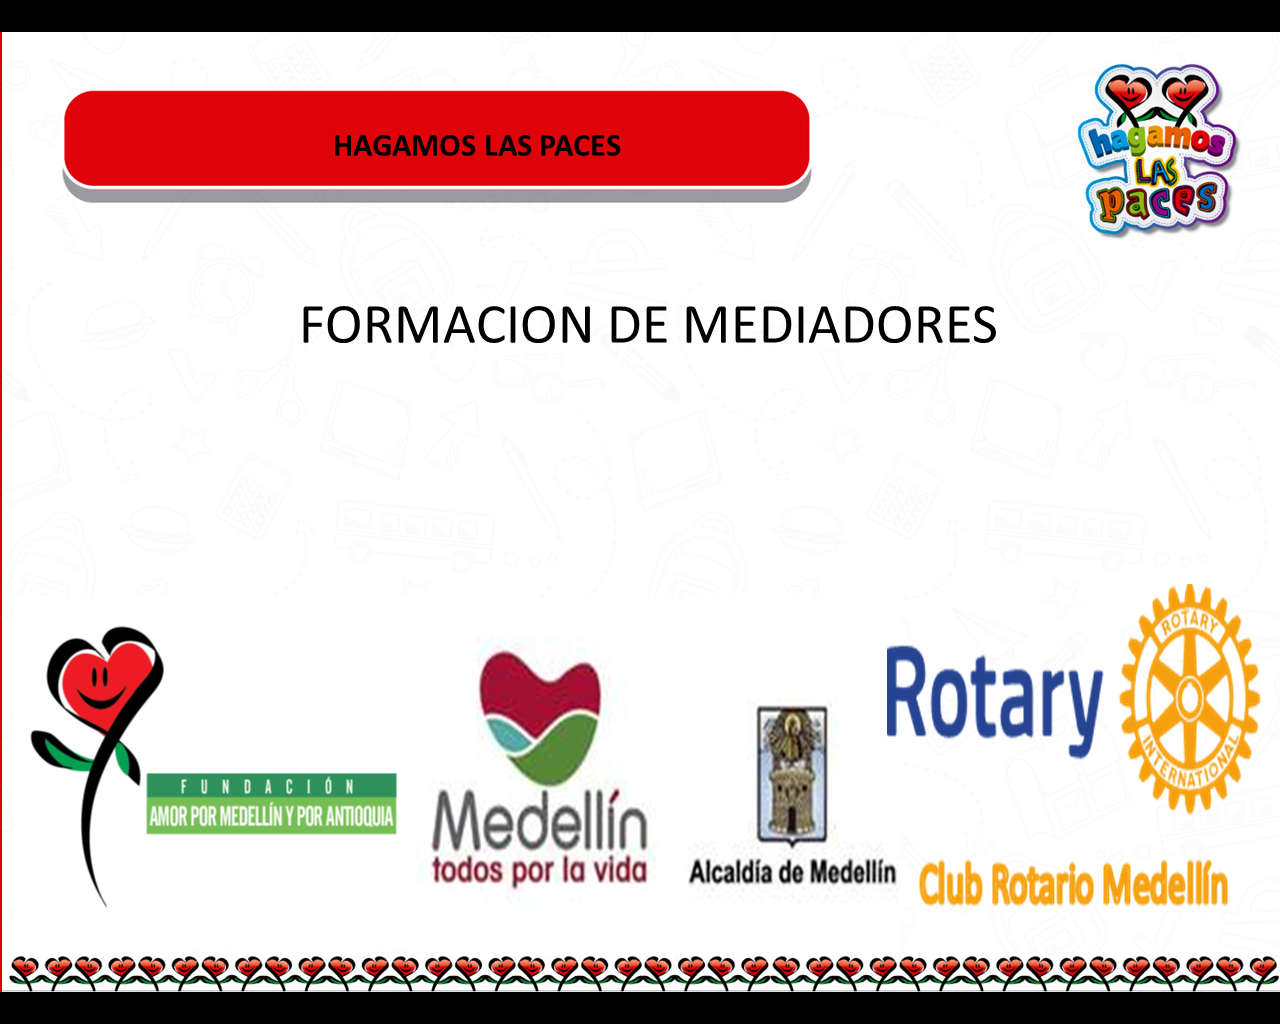 HAGAMOS LAS PACES
hagamos
LAS
paces
FORMACION DE MEDIADORES
FUNDACIÓN
AMOR POR MEDELLÍN Y POR ANTIOQUIA
Medellín
todos por la vida
Alcaldía de Medellín
Rotary
ROTARY
INTERNATIONAL
Club Rotario Medellín